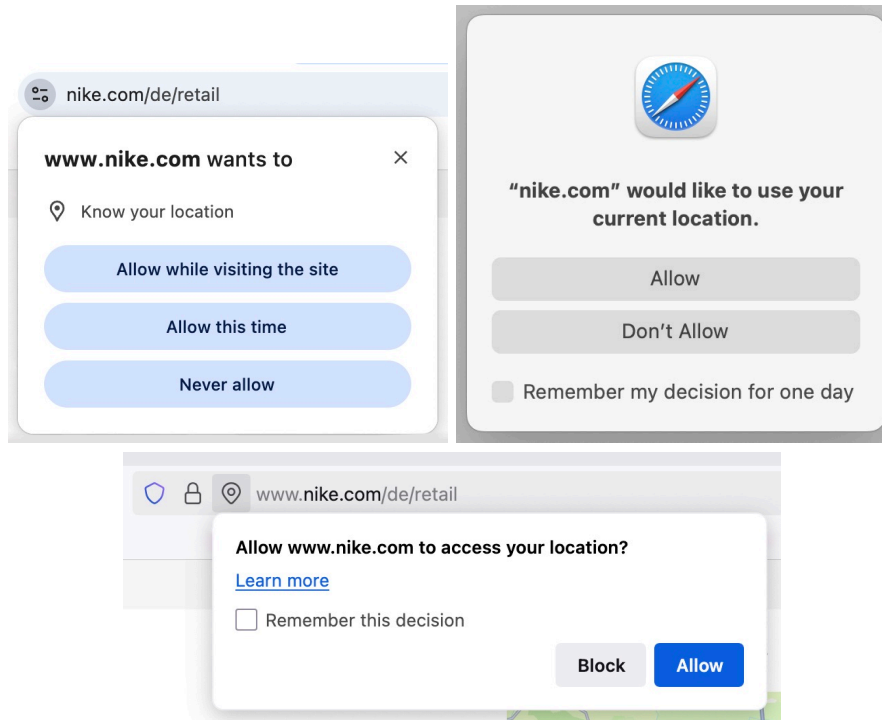 nike.com/de/retail
www.nike.com wants to
Know your location
Allow while visiting the site
Allow this time
Never allow
“nike.com” would like to use your
current location.
Allow
Don’t Allow
Remember my decision for one day
www.nike.com/de/retail
Allow www.nike.com to access your location?
Learn more
Remember this decision
Block
Allow